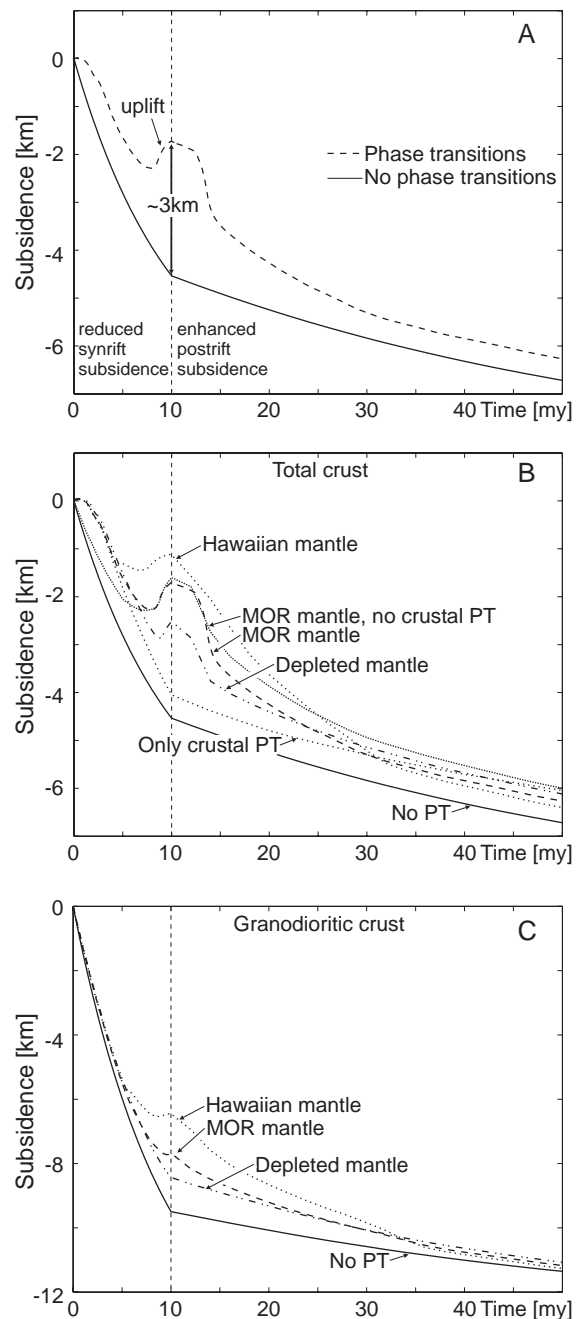 A
0
uplift
-2
Phase transitions
No phase transitions
~3km
Subsidence [km]
-4
reduced
synrift
subsidence
enhanced
postrift
subsidence
-6
0 10 20 30 40 Time [my]
Total crust
B
0
Hawaiian mantle
-2
MOR mantle, no crustal PT
MOR mantle
Depleted mantle
Subsidence [km]
-4
Only crustal PT
-6
No PT
0 10 20 30 40 Time [my]
0
Granodioritic crust
C
-4
Subsidence [km]
Hawaiian mantle
MOR mantle
-8
Depleted mantle
No PT
-12
0 10 20 30 40 Time [my]